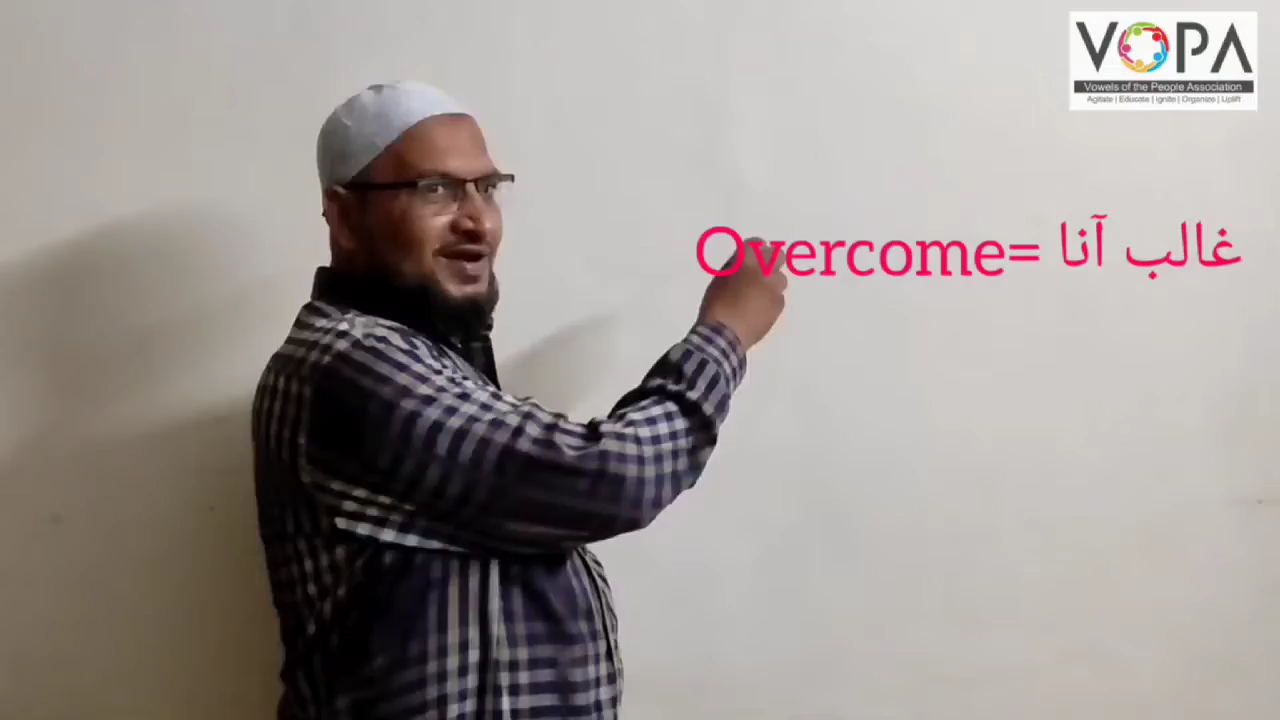 VOPA
Vowels of the People Association
Agitate | Educate | Ignite | Organize | Uplift
Overcome= غالب آنا